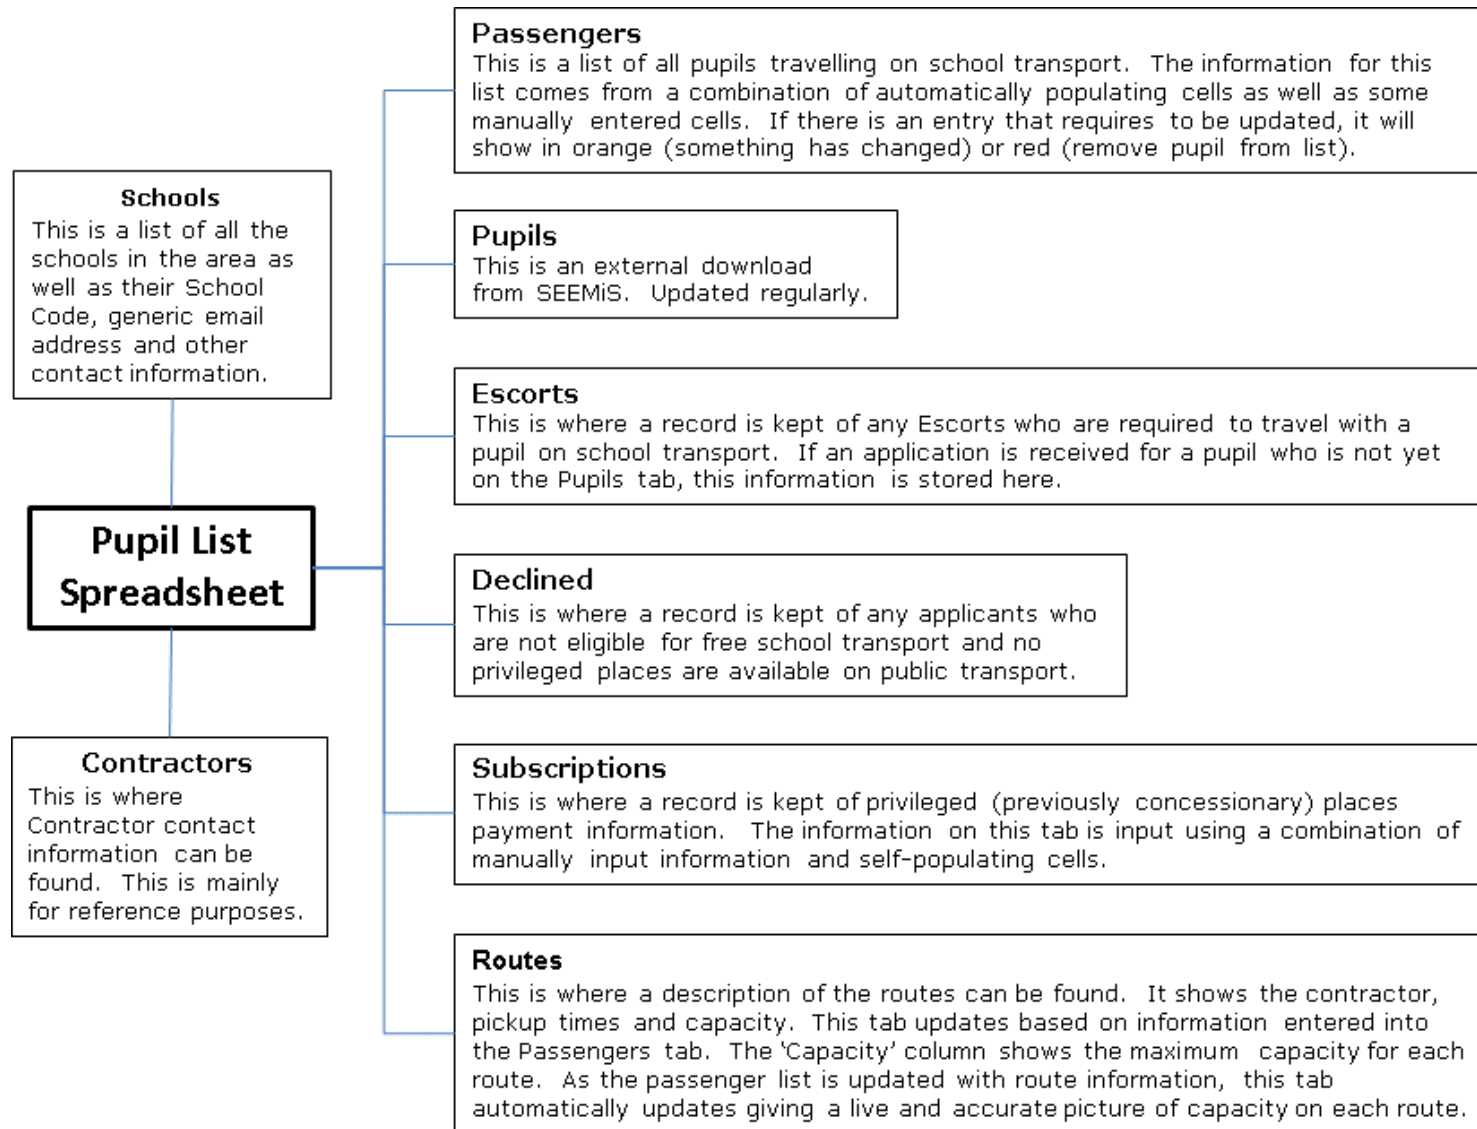 Passengers
This is a list of all pupils travelling on school transport. The information for this
list comes from a combination of automatically populating cells as well as some
manually entered cells. If there is an entry that requires to be updated, it will
show in orange (something has changed) or red (remove pupil from list).
Schools
This is a list of all the
schools in the area as
well as their School
Code, generic email
address and other
contact information.
Pupils
This is an external download
from SEEMiS. Updated regularly.
Escorts
This is where a record is kept of any Escorts who are required to travel with a
pupil on school transport. If an application is received for a pupil who is not yet
on the Pupils tab, this information is stored here.
Pupil List
Spreadsheet
Declined
This is where a record is kept of any applicants who
are not eligible for free school transport and no
privileged places are available on public transport.
Contractors
This is where
Contractor contact
information can be
found. This is mainly
for reference purposes.
Subscriptions
This is where a record is kept of privileged (previously concessionary) places
payment information. The information on this tab is input using a combination of
manually input information and self-populating cells.
Routes
This is where a description of the routes can be found. It shows the contractor,
pickup times and capacity. This tab updates based on information entered into
the Passengers tab. The ‘Capacity’ column shows the maximum capacity for each
route. As the passenger list is updated with route information, this tab
automatically updates giving a live and accurate picture of capacity on each route.